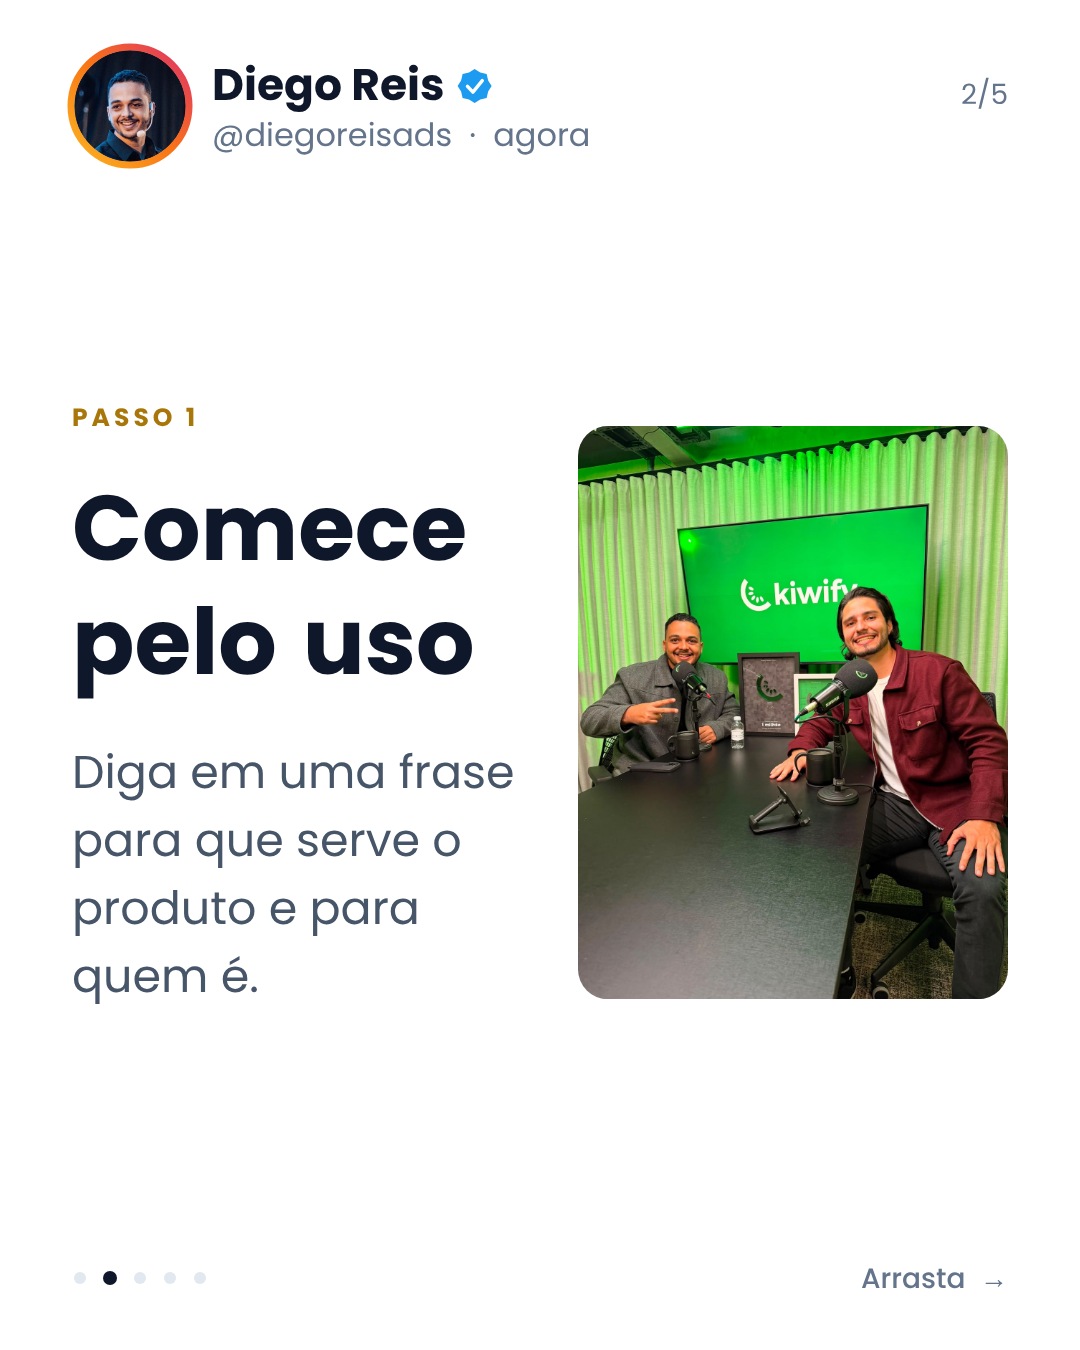 Diego Reis
@diegoreisads · agora
2/5
PASSO 1
Comece
pelo uso
Diga em uma frase
para que serve o
produto e para
quem é.
kiwify
Arrasta →